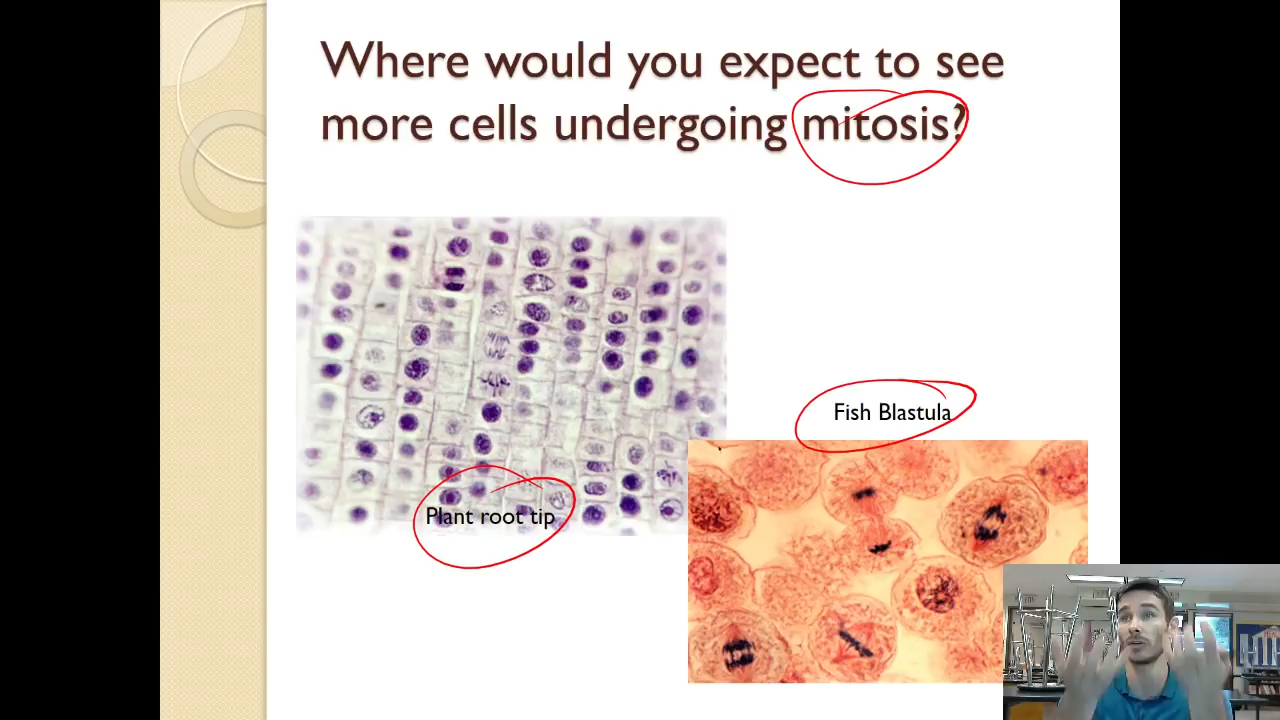 Where would you expect to see
more cells undergoing mitosis?
Fish Blastula
Plant root tip